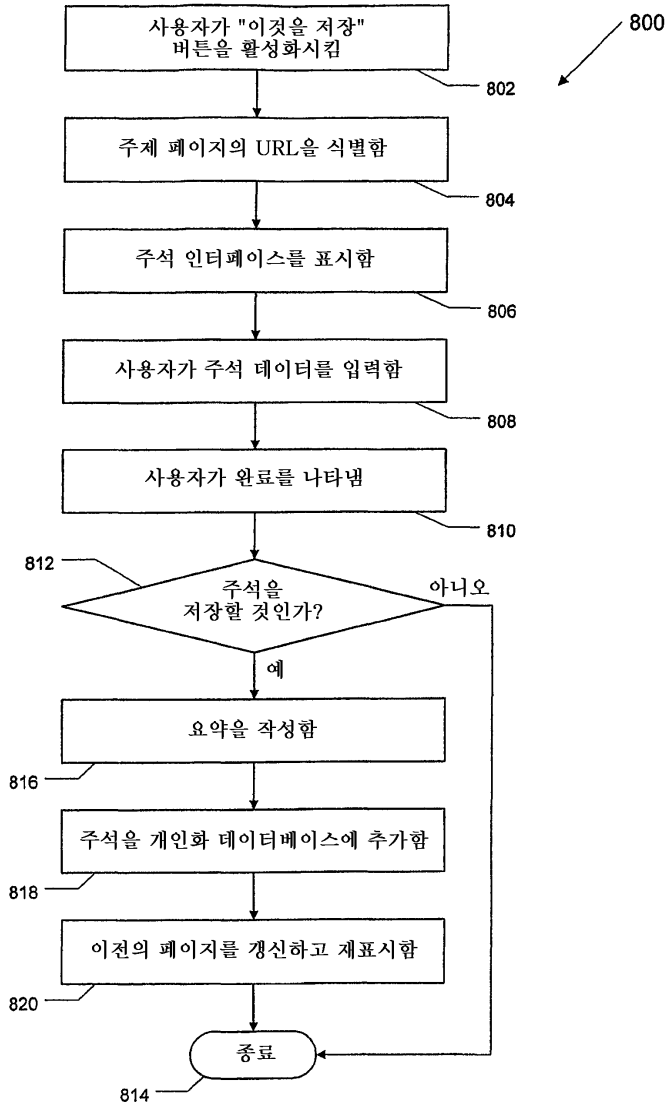 800
사용자가 "이것을 저장"
버튼을 활성화시킴
802
주제 페이지의 URL을 식별함
804
주석 인터페이스를 표시함
806
사용자가 주석 데이터를 입력함
808
사용자가 완료를 나타냄
810
812
주석을
저장할 것인가?
아니오
예
요약을 작성함
816
주석을 개인화 데이터베이스에 추가함
818
이전의 페이지를 갱신하고 재표시함
820
종료
814